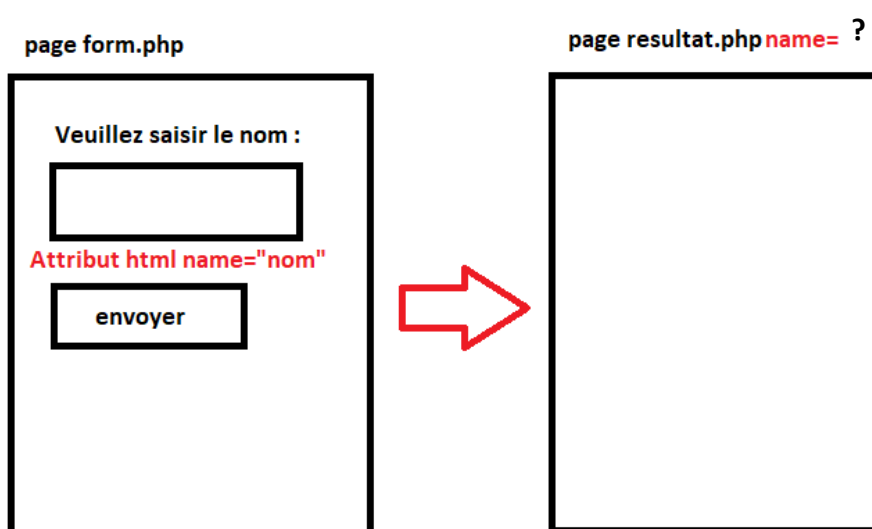 page form.php
Veuillez saisir le nom :
Attribut html name="nom"
envoyer
page resultat.php name= ?